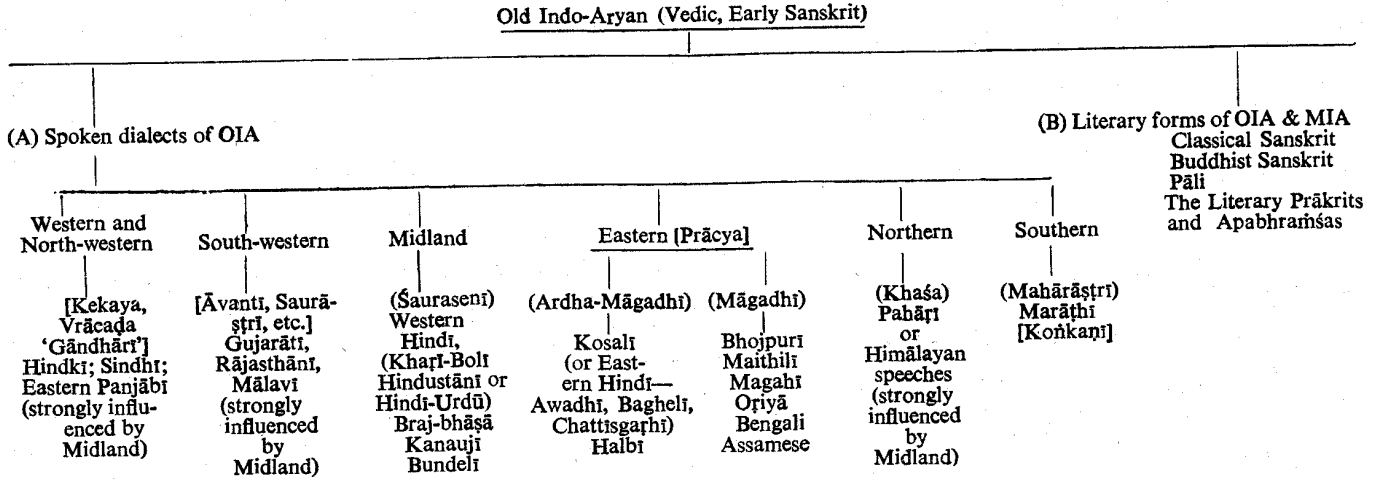 Old Indo-Aryan (Vedic, Early Sanskrit)
(A) Spoken dialects of OIA
(B) Literary forms of OIA & MIA
Classical Sanskrit
Buddhist Sanskrit
Pāli
The Literary Prākrits
and Apabhraṁśas
Western and
North-western
[Kekaya,
Vrācaḍa
‘Gāndhārī’]
Hindkī; Sindhī;
Eastern Panjābī
(strongly influ-
enced by
Midland)
South-western
[Āvantī, Saurā-
ṣṭrī, etc.]
Gujarātī,
Rājasthānī,
Mālavī
(strongly
influenced
by
Midland)
Midland
(Śaurasenī)
Western
Hindī,
(Khaṛī-Bolī
Hindustānī or
Hindī-Urdū)
Braj-bhāṣā
Kanaujī
Bundelī
Eastern [Prācya]
(Ardha-Māgadhī)
Kosalī
(or East-
ern Hindī—
Awadhī, Baghelī,
Chattīsgaṛhī)
Halbī
(Māgadhī)
Bhojpurī
Maithilī
Magahī
Oṛiyā
Bengali
Assamese
Northern
(Khaśa)
Pahāṛī
or
Himālayan
speeches
(strongly
influenced
by
Midland)
Southern
(Mahārāṣṭrī)
Marāṭhī
[Koṅkaṇī]